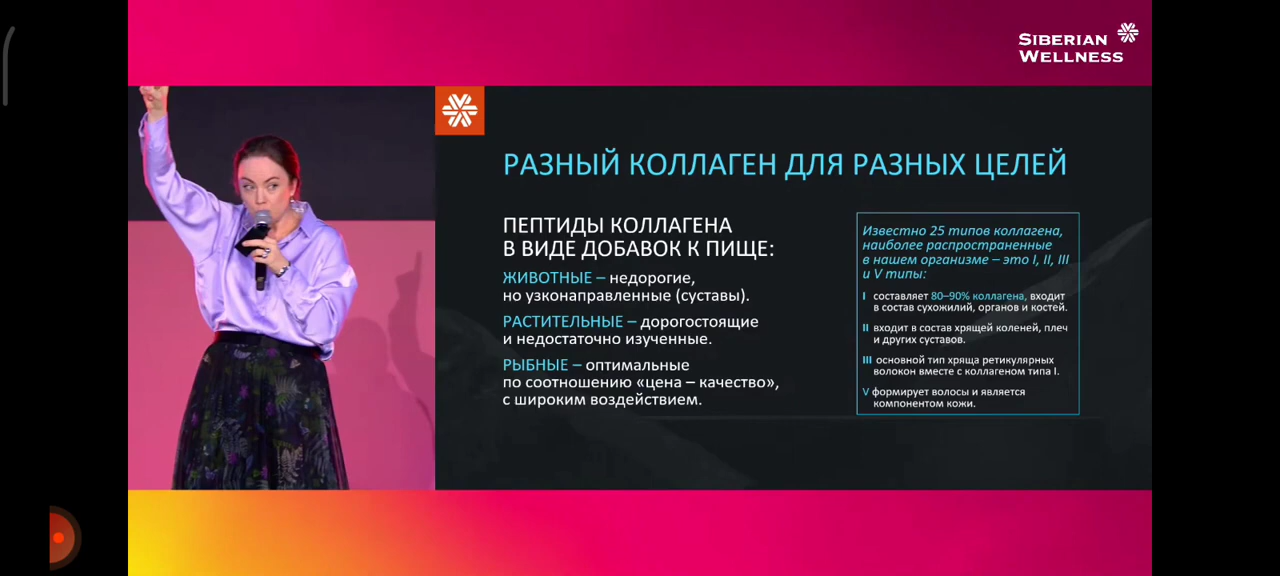 SIBERIAN
WELLNESS
РАЗНЫЙ КОЛЛАГЕН ДЛЯ РАЗНЫХ ЦЕЛЕЙ
ПЕПТИДЫ КОЛЛАГЕНА
В ВИДЕ ДОБАВОК К ПИЩЕ:
ЖИВОТНЫЕ – недорогие,
но узконаправленные (суставы).
РАСТИТЕЛЬНЫЕ – дорогостоящие
и недостаточно изученные.
РЫБНЫЕ – оптимальные
по соотношению «цена – качество»,
с широким воздействием.
Известно 25 типов коллагена,
наиболее распространенные
в нашем организме – это I, II, III
и V типы:
I составляет 80–90% коллагена, входит
в состав сухожилий, органов и костей.
II входит в состав хрящей коленей, плеч
и других суставов.
III основной тип хряща ретикулярных
волокон вместе с коллагеном типа I.
V формирует волосы и является
компонентом кожи.